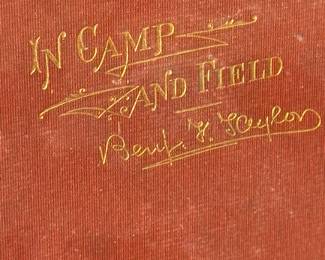 IN CAMP
AND FIELD
Benj. F. Taylor